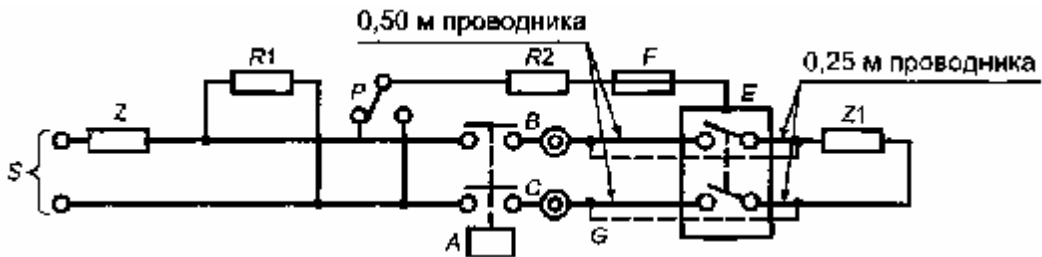 0,50 м проводника
0,25 м проводника
R1
R2
F
P
E
Z
B
Z1
S
C
A
G